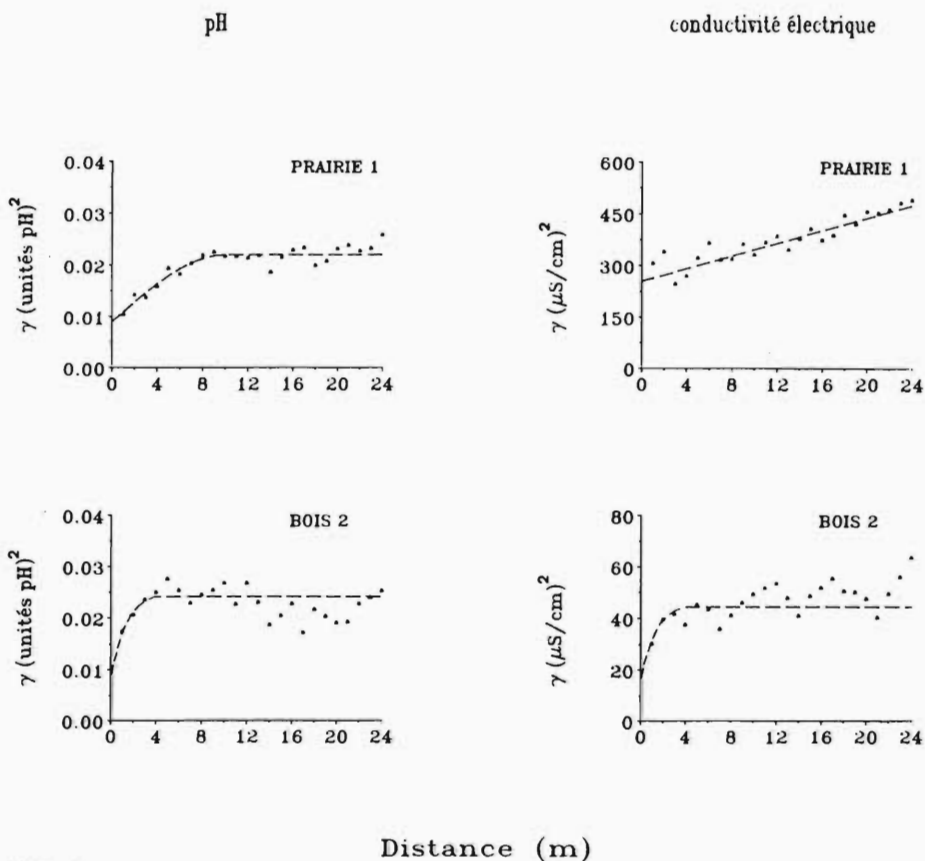 pH
conductivité électrique
PRAIRIE 1
γ (unités pH)²
0.04
0.03
0.02
0.01
0.00
0 4 8 12 16 20 24
PRAIRIE 1
γ (μS/cm)²
600
450
300
150
0
0 4 8 12 16 20 24
BOIS 2
γ (unités pH)²
0.04
0.03
0.02
0.01
0.00
0 4 8 12 16 20 24
BOIS 2
γ (μS/cm)²
80
60
40
20
0
0 4 8 12 16 20 24
Distance (m)